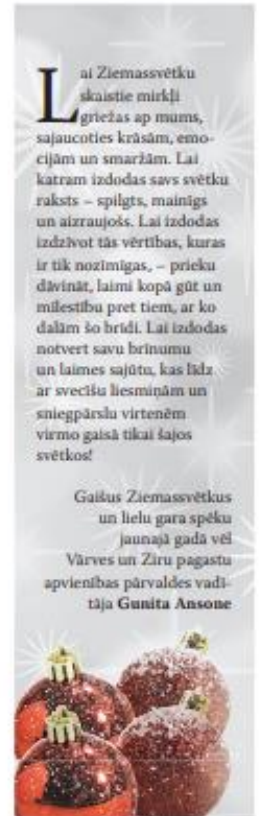 Lai Ziemassvētku
skaistie mirkļi
griežas ap mums,
sajaucoties krāsām, emo-
cijām un smaržām. Lai
katram izdodas savs svētku
raksts – spilgts, mainīgs
un aizraujošs. Lai izdodas
izdzīvot tās vērtības, kuras
ir tik nozīmīgas, – prieku
dāvināt, laimi kopā gūt un
mīlestību pret tiem, ar ko
dalām šo brīdi. Lai izdodas
notvert savu brīnumu
un laimes sajūtu, kas līdz
ar svecīšu liesmiņām un
sniegpārslu virtenēm
virmo gaisā tikai šajos
svētkos!
Gaišus Ziemassvētkus
un lielu gara spēku
jaunajā gadā vēl
Vārves un Ziru pagastu
apvienības pārvaldes vadī-
tāja Gunita Ansone